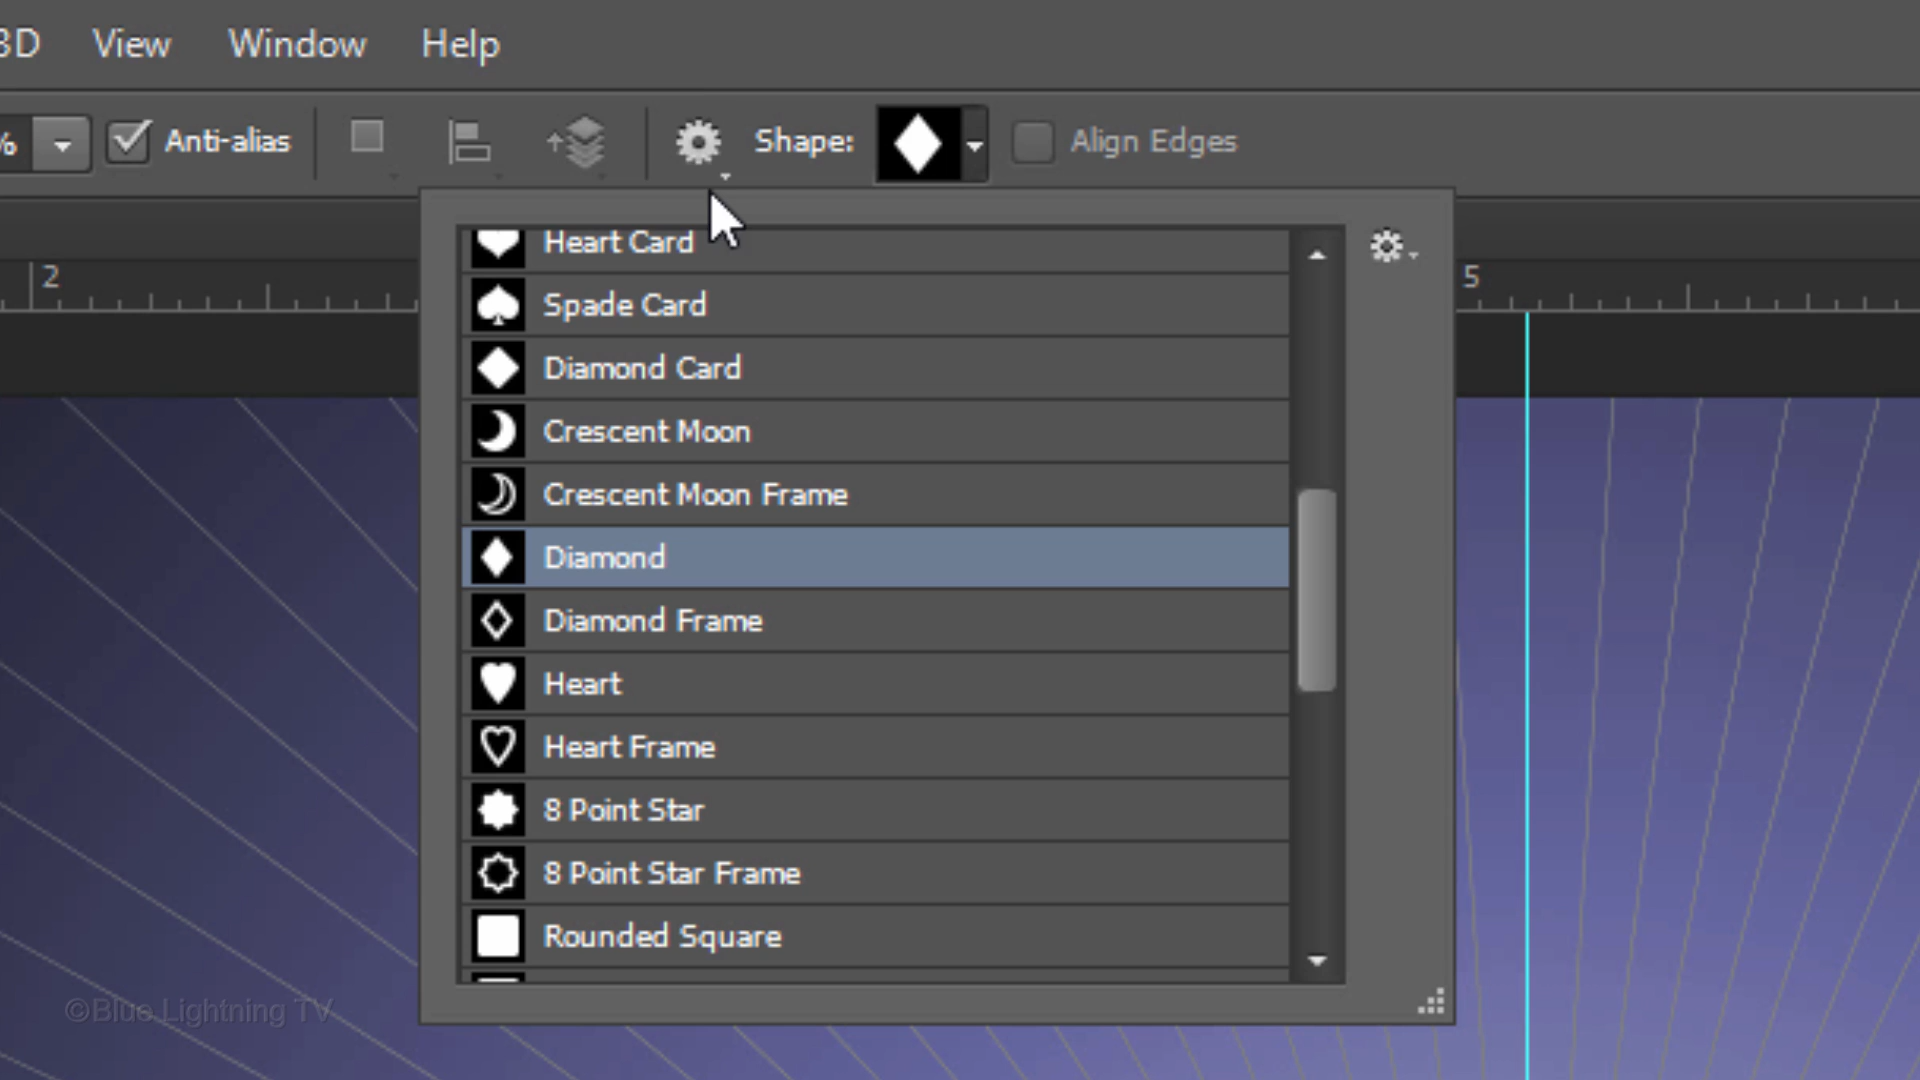 3D View Window Help
% Anti-alias Shape: Align Edges
2 5
Heart Card
Spade Card
Diamond Card
Crescent Moon
Crescent Moon Frame
Diamond
Diamond Frame
Heart
Heart Frame
8 Point Star
8 Point Star Frame
Rounded Square
©Blue Lightning TV